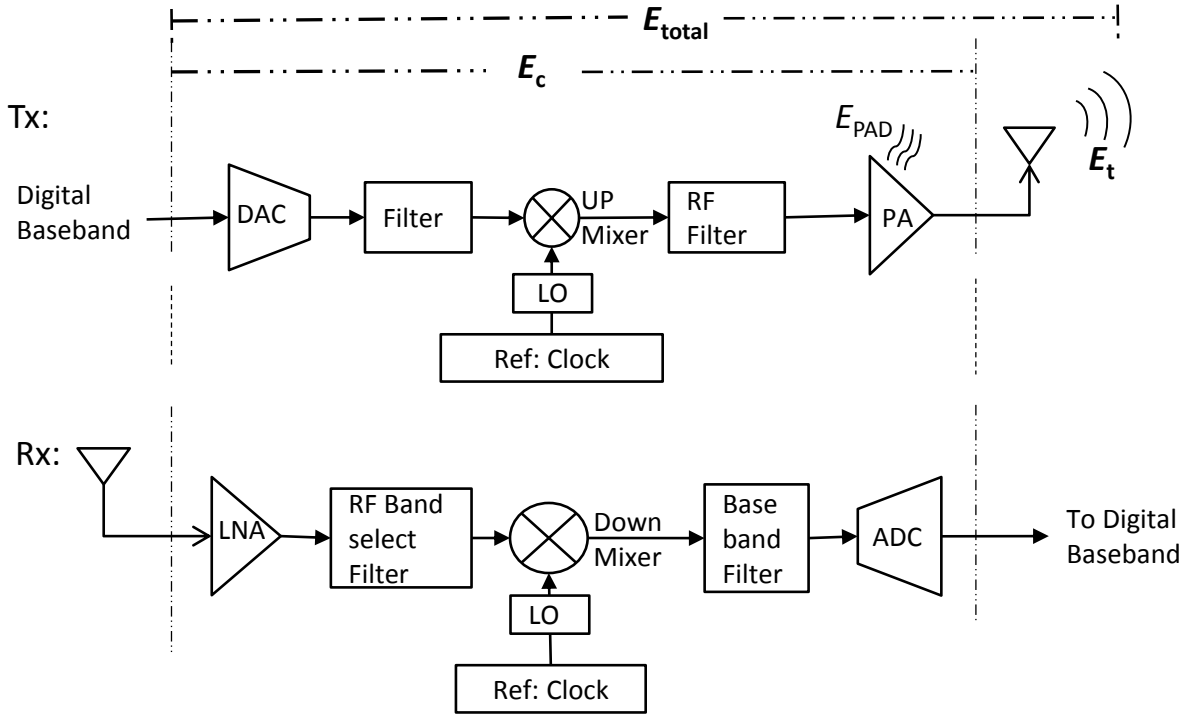 E_total
E_c
Tx:
E_PAD
E_t
Digital
Baseband
DAC
Filter
UP
Mixer
RF
Filter
PA
LO
Ref: Clock
Rx:
LNA
RF Band
select
Filter
Down
Mixer
Base
band
Filter
ADC
To Digital
Baseband
LO
Ref: Clock